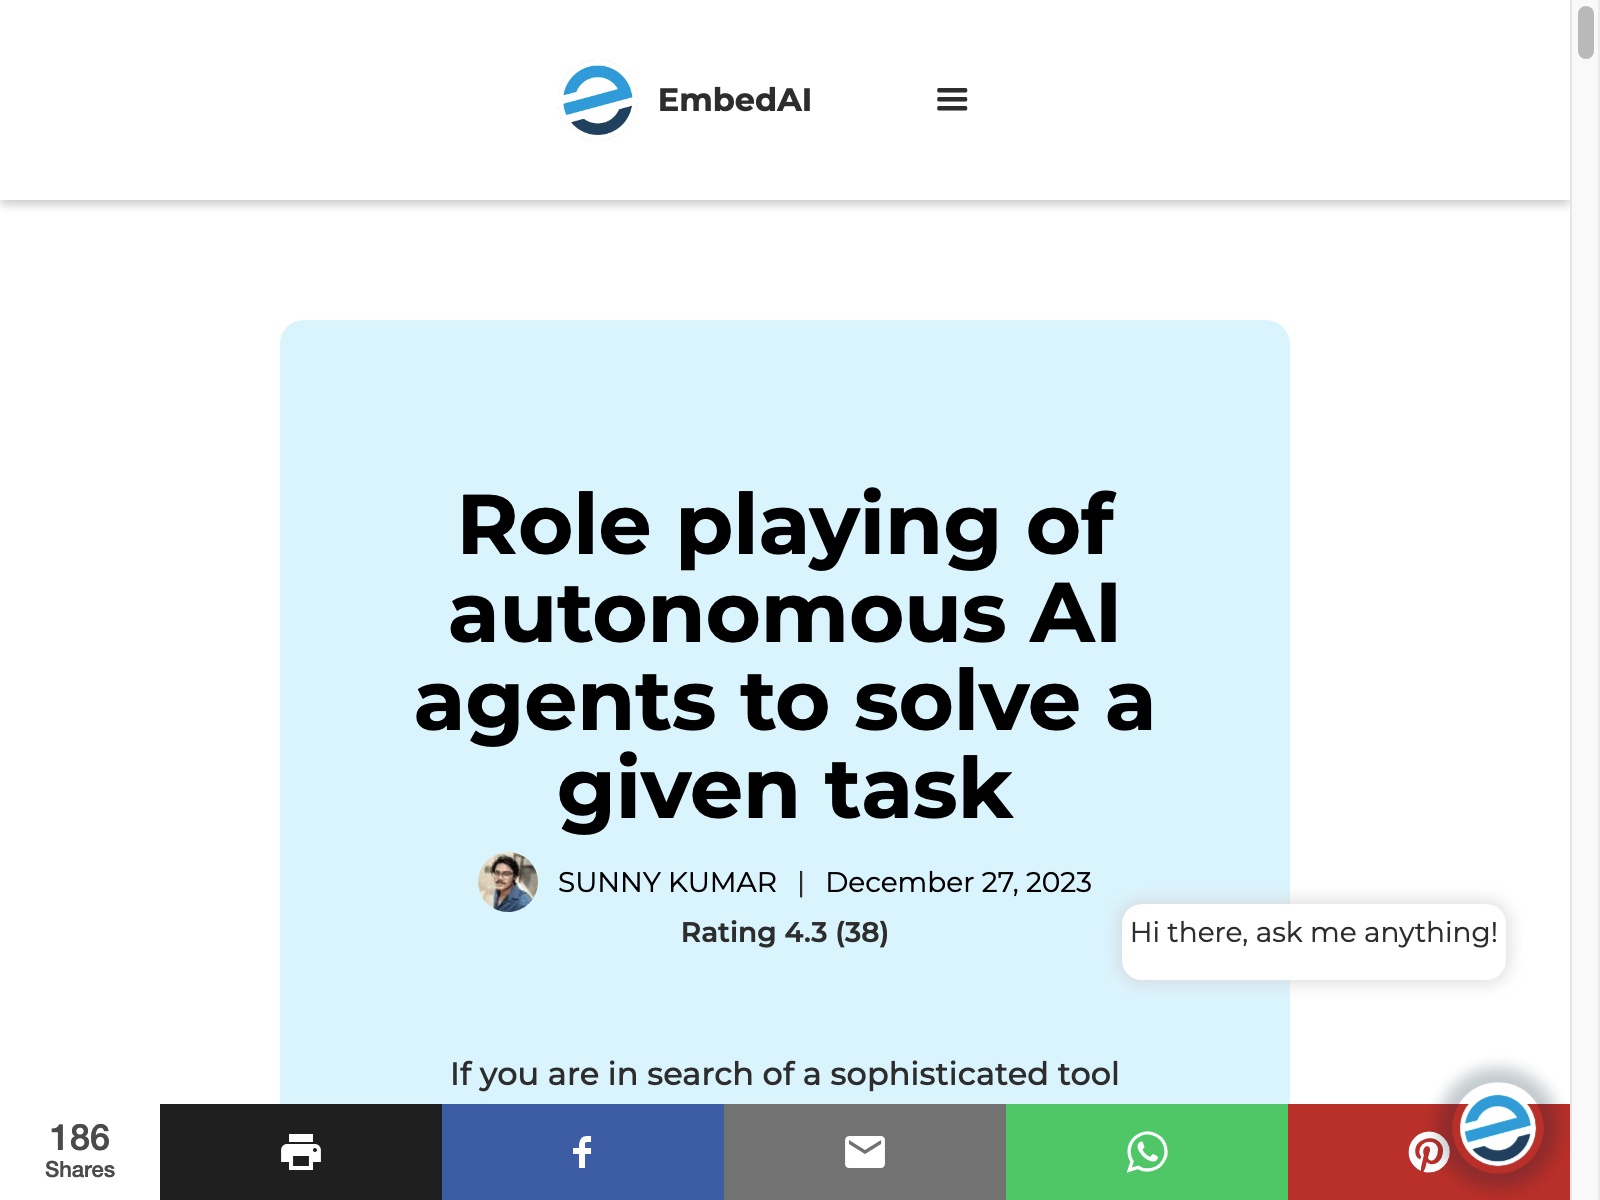 EmbedAI
Role playing of
autonomous AI
agents to solve a
given task
SUNNY KUMAR | December 27, 2023
Rating 4.3 (38)
Hi there, ask me anything!
If you are in search of a sophisticated tool
186
Shares